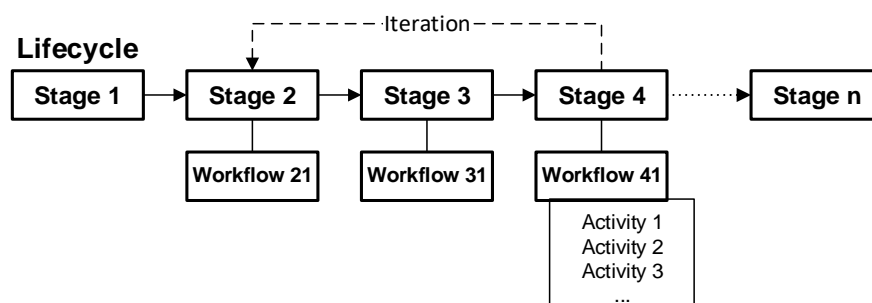 Iteration
Lifecycle
Stage 1
Stage 2
Stage 3
Stage 4
Stage n
Workflow 21
Workflow 31
Workflow 41
Activity 1
Activity 2
Activity 3
...